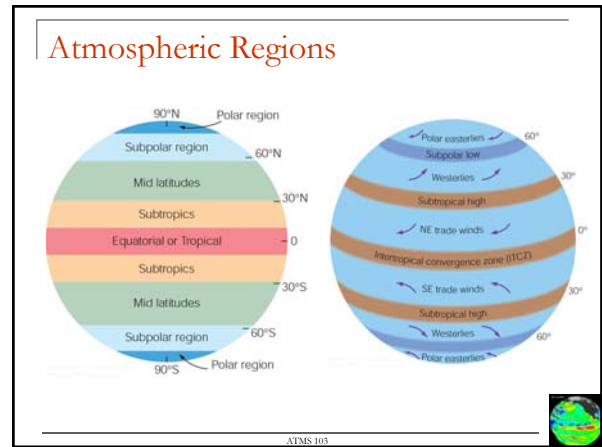 Atmospheric Regions
90°N
Polar region
Subpolar region
60°N
Mid latitudes
30°N
Subtropics
Equatorial or Tropical
0
Subtropics
30°S
Mid latitudes
Subpolar region
60°S
90°S
Polar region
Polar easterlies
60°
Subpolar low
Westerlies
30°
Subtropical high
NE trade winds
0°
Intertropical convergence zone (ITCZ)
SE trade winds
30°
Subtropical high
Westerlies
60°
Polar easterlies
ATMS 103